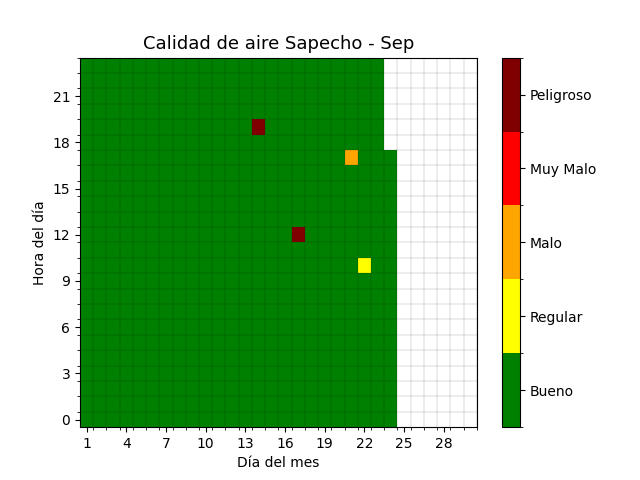 Calidad de aire Sapecho - Sep
Hora del día
21
18
15
12
9
6
3
0
1 4 7 10 13 16 19 22 25 28
Día del mes
Peligroso
Muy Malo
Malo
Regular
Bueno